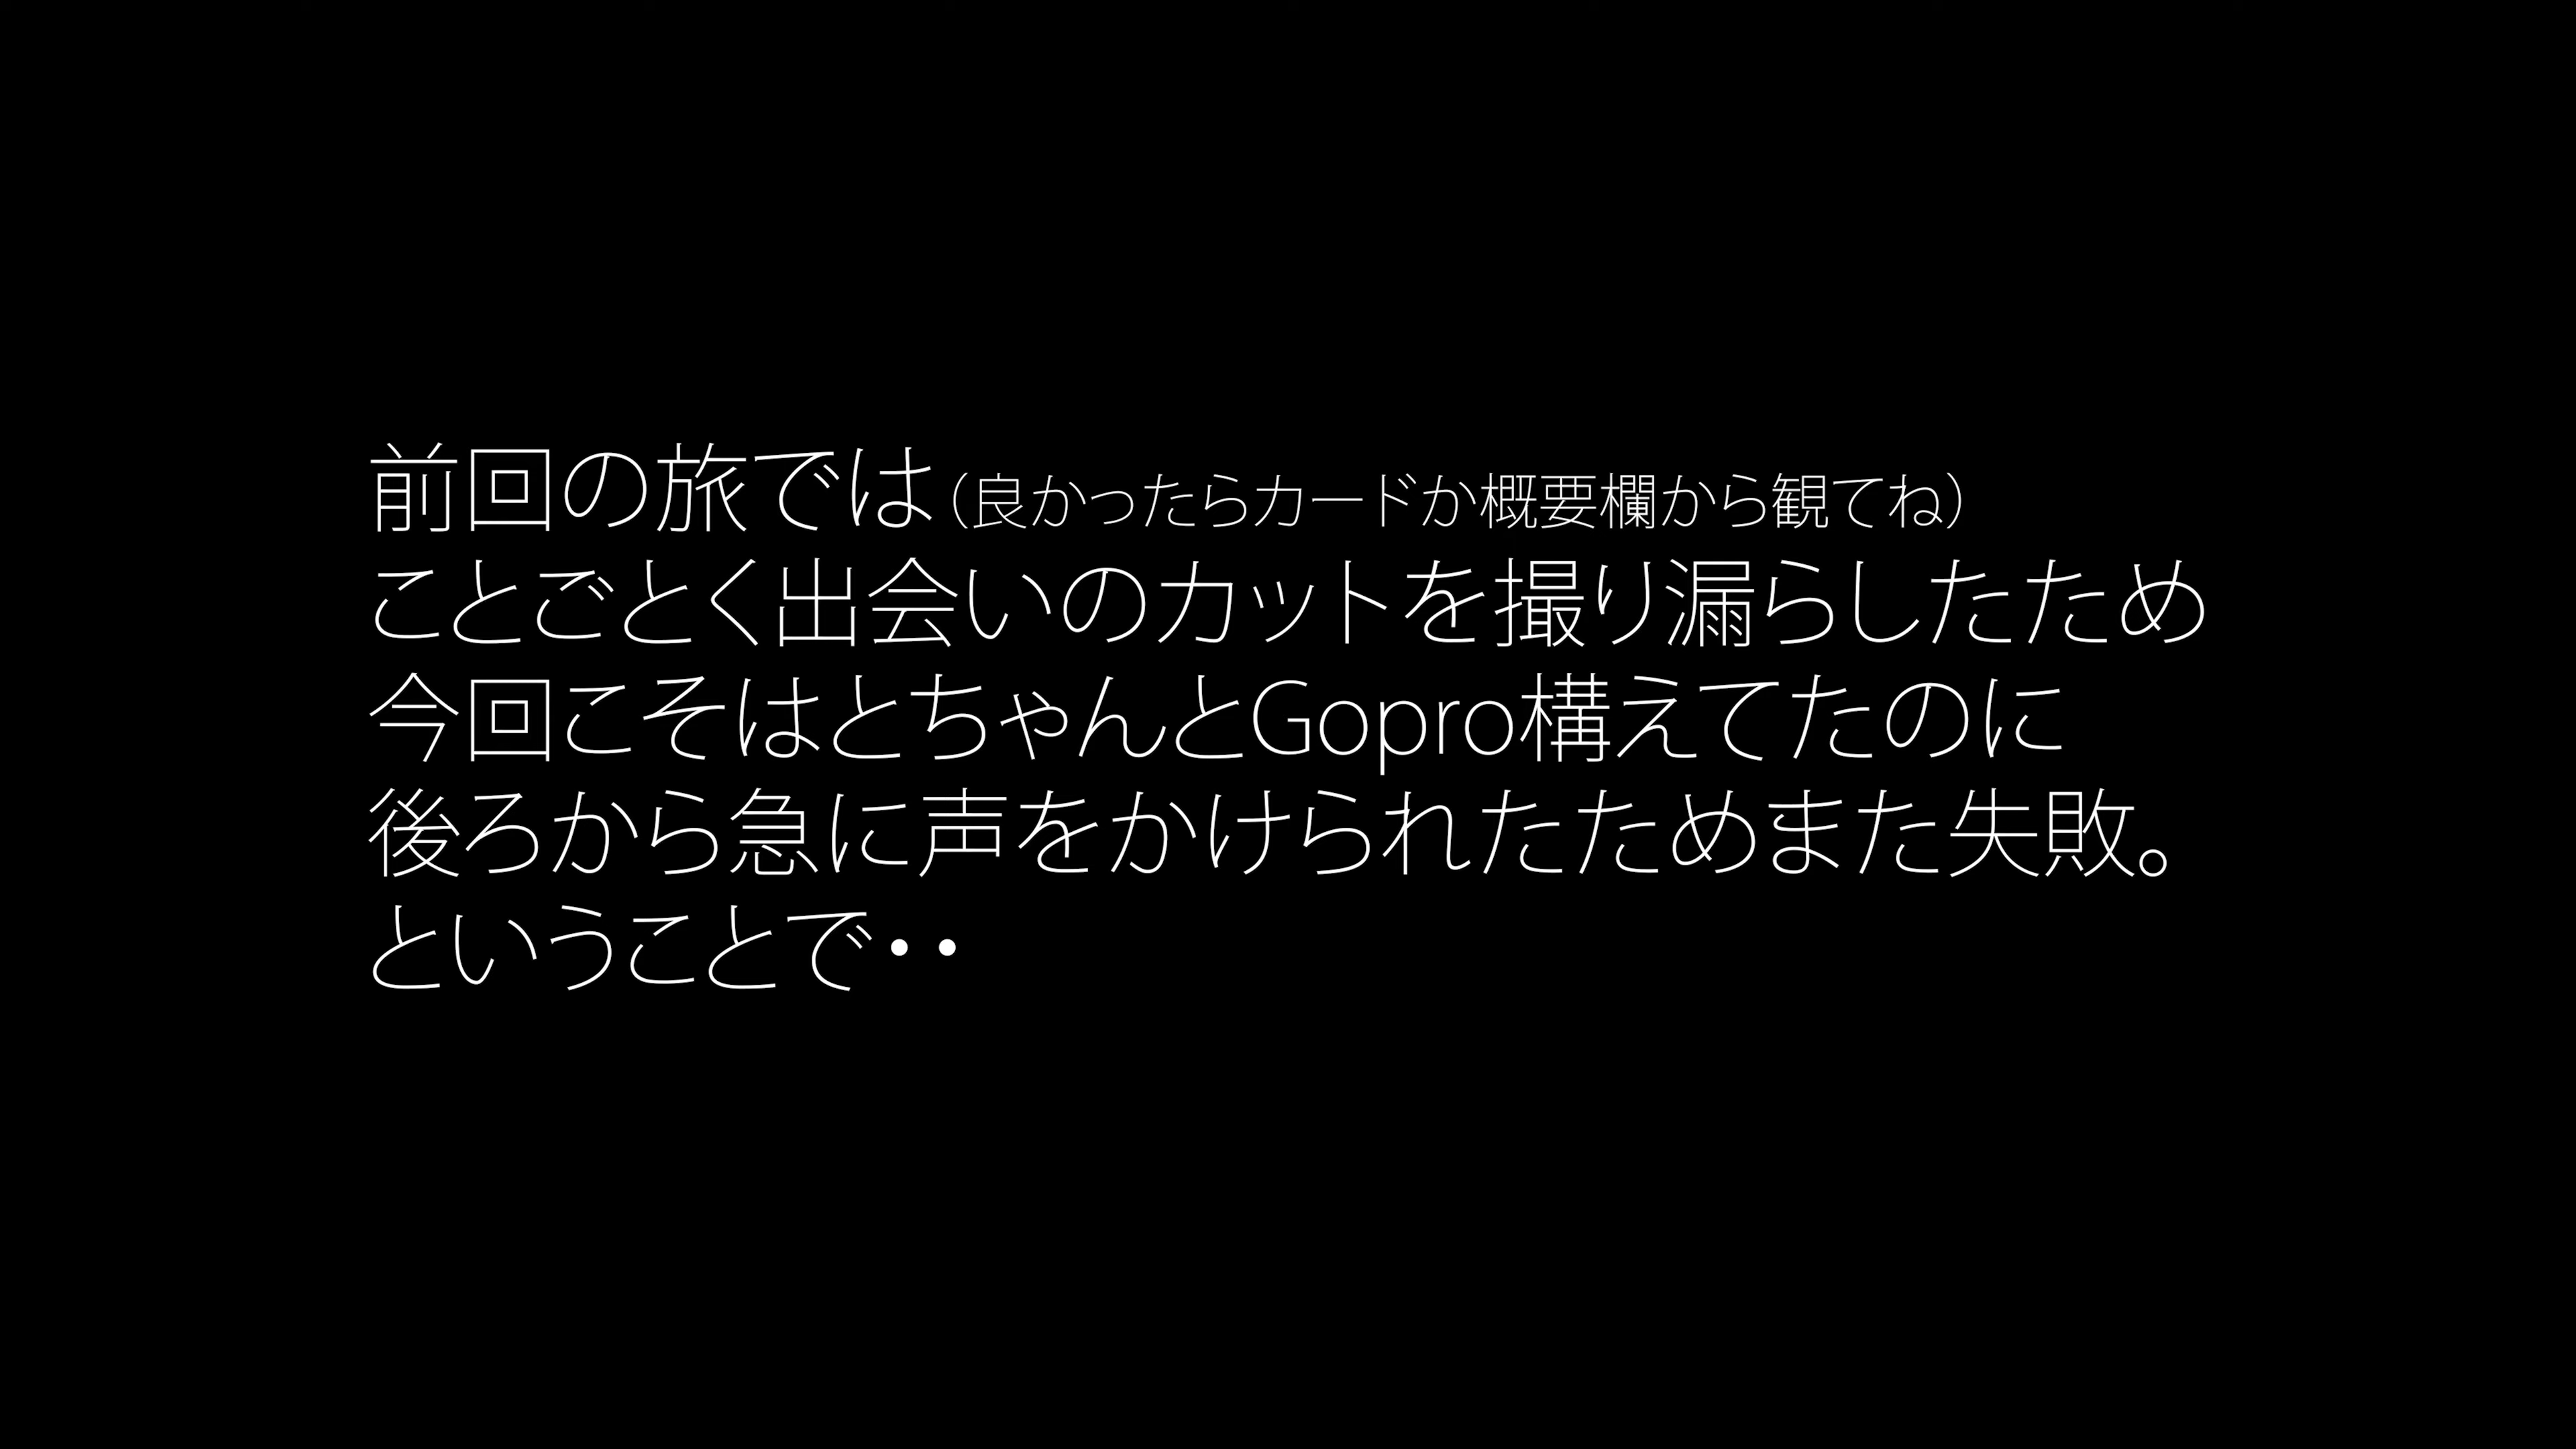 前回の旅では（良かったらカードか概要欄から観てね）
ことごとく出会いのカットを撮り漏らしたため
今回こそはとちゃんとGopro構えてたのに
後ろから急に声をかけられたためまた失敗。
ということで・・